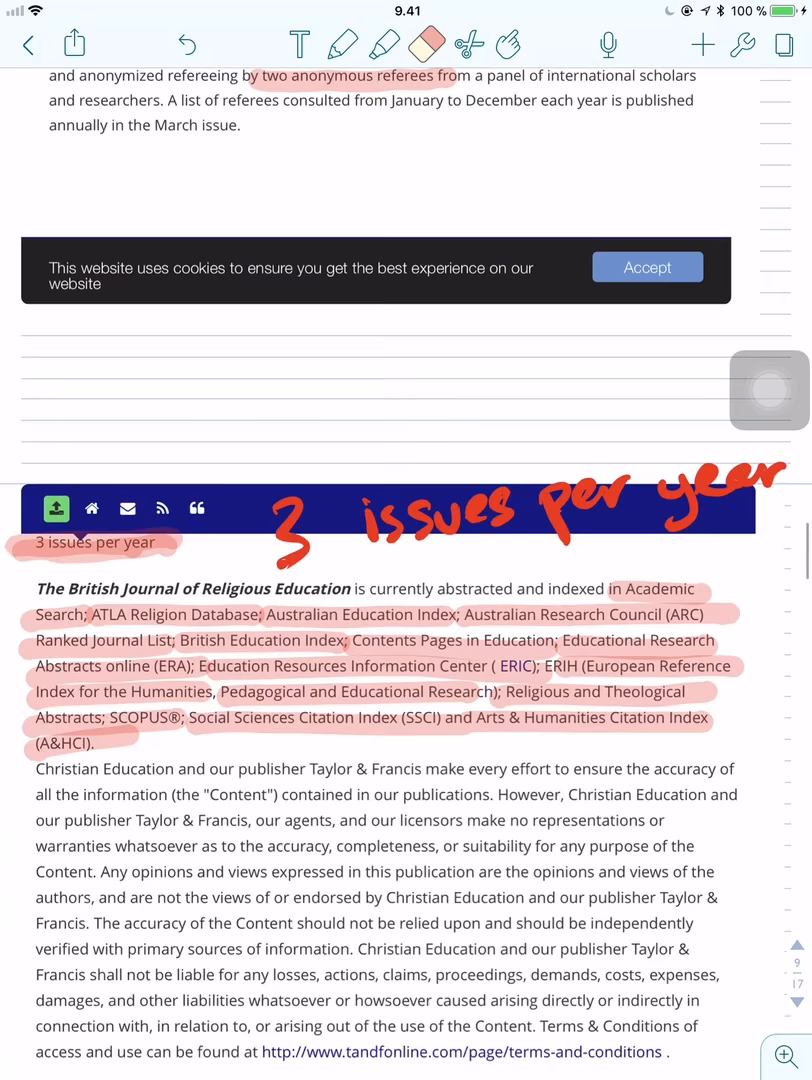 9.41
100 %
and anonymized refereeing by two anonymous referees from a panel of international scholars
and researchers. A list of referees consulted from January to December each year is published
annually in the March issue.
This website uses cookies to ensure you get the best experience on our
website
Accept
3 issues per year
3 issues per year
The British Journal of Religious Education is currently abstracted and indexed in Academic
Search; ATLA Religion Database; Australian Education Index; Australian Research Council (ARC)
Ranked Journal List; British Education Index; Contents Pages in Education; Educational Research
Abstracts online (ERA); Education Resources Information Center ( ERIC); ERIH (European Reference
Index for the Humanities, Pedagogical and Educational Research); Religious and Theological
Abstracts; SCOPUS®; Social Sciences Citation Index (SSCI) and Arts & Humanities Citation Index
(A&HCI).
Christian Education and our publisher Taylor & Francis make every effort to ensure the accuracy of
all the information (the "Content") contained in our publications. However, Christian Education and
our publisher Taylor & Francis, our agents, and our licensors make no representations or
warranties whatsoever as to the accuracy, completeness, or suitability for any purpose of the
Content. Any opinions and views expressed in this publication are the opinions and views of the
authors, and are not the views of or endorsed by Christian Education and our publisher Taylor &
Francis. The accuracy of the Content should not be relied upon and should be independently
verified with primary sources of information. Christian Education and our publisher Taylor &
Francis shall not be liable for any losses, actions, claims, proceedings, demands, costs, expenses,
damages, and other liabilities whatsoever or howsoever caused arising directly or indirectly in
connection with, in relation to, or arising out of the use of the Content. Terms & Conditions of
access and use can be found at http://www.tandfonline.com/page/terms-and-conditions .
9
17